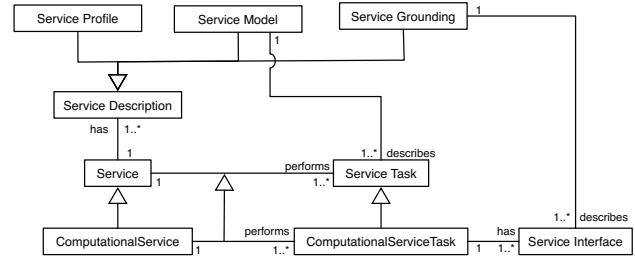 Service Profile
Service Model
Service Grounding
1
1
Service Description
has
1..*
1
performs
1..*
describes
Service
1
1..*
Service Task
1..*
describes
ComputationalService
1
performs
1..*
ComputationalServiceTask
1
has
1..*
Service Interface